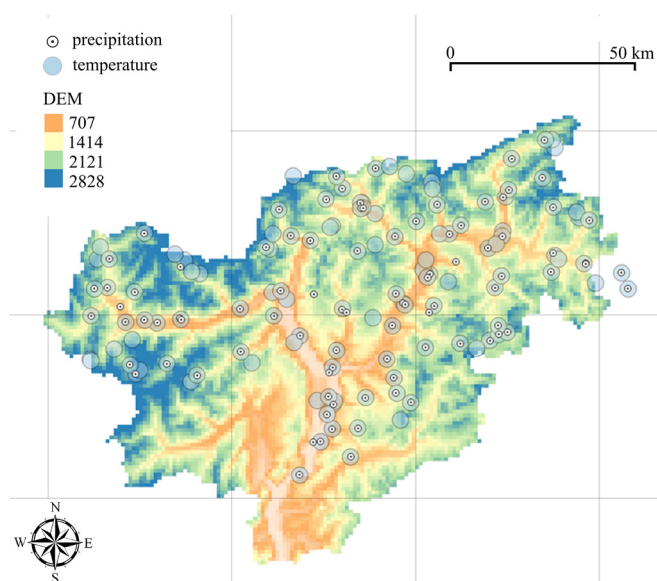 precipitation
temperature
0 50 km
DEM
707
1414
2121
2828
N
W E
S